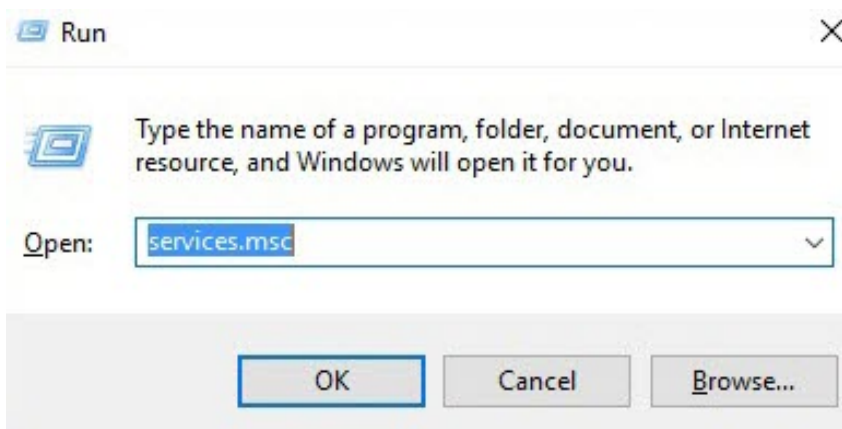 Run
Type the name of a program, folder, document, or Internet
resource, and Windows will open it for you.
Open: services.msc
OK Cancel Browse...